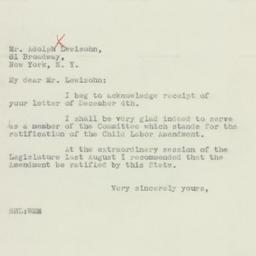 Mr. Adolph Lewisohn,
61 Broadway,
New York, N. Y.
My dear Mr. Lewisohn:
I beg to acknowledge receipt of
your letter of December 4th.
I shall be very glad indeed to serve
as a member of the Committee which stands for the
ratification of the Child Labor Amendment.
At the extraordinary session of the
Legislature last August I recommended that the
Amendment be ratified by this State.
Very sincerely yours,
HHL:WMM